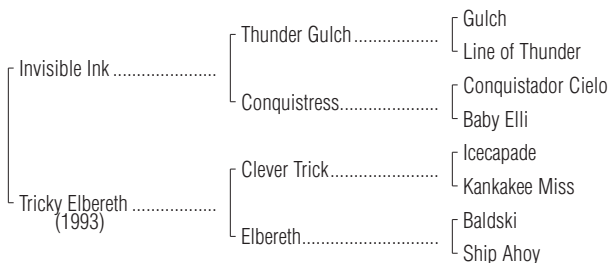 Gulch
Thunder Gulch..................
Line of Thunder
Invisible Ink ......................
Conquistador Cielo
Conquistress.....................
Baby Elli
Icecapade
Clever Trick.......................
Kankakee Miss
Tricky Elbereth ..................
(1993)
Baldski
Elbereth.............................
Ship Ahoy